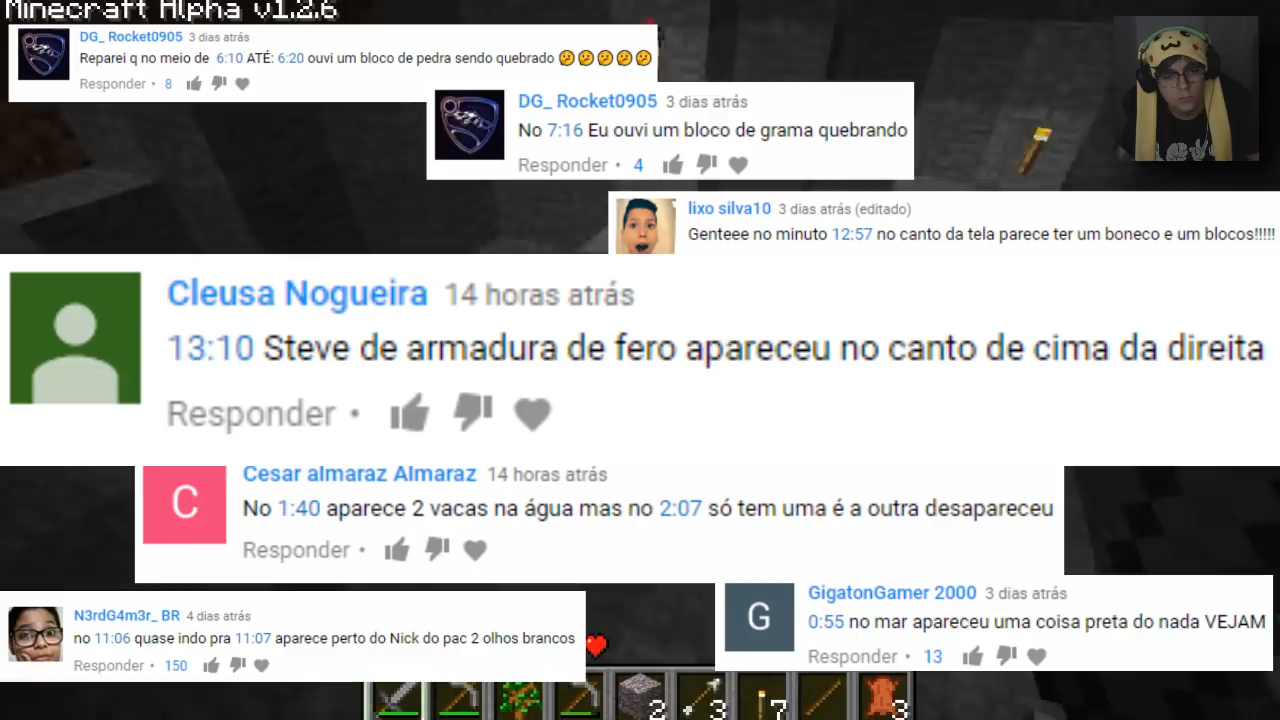 Minecraft Alpha v1.2.6
DG_ Rocket0905 3 dias atrás
Reparei q no meio de 6:10 ATÉ: 6:20 ouvi um bloco de pedra sendo quebrado 🤔🤔🤔🤔🤔
Responder • 8
DG_ Rocket0905 3 dias atrás
No 7:16 Eu ouvi um bloco de grama quebrando
Responder • 4
lixo silva10 3 dias atrás (editado)
Genteee no minuto 12:57 no canto da tela parece ter um boneco e um blocos!!!!!
Cleusa Nogueira 14 horas atrás
13:10 Steve de armadura de fero apareceu no canto de cima da direita
Responder •
C
Cesar almaraz Almaraz 14 horas atrás
No 1:40 aparece 2 vacas na água mas no 2:07 só tem uma é a outra desapareceu
Responder •
G
GigatonGamer 2000 3 dias atrás
0:55 no mar apareceu uma coisa preta do nada VEJAM
Responder • 13
N3rdG4m3r_ BR 4 dias atrás
no 11:06 quase indo pra 11:07 aparece perto do Nick do pac 2 olhos brancos
Responder • 150
2 3 7 3